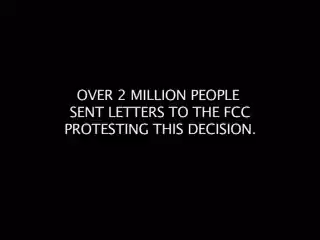 OVER 2 MILLION PEOPLE
SENT LETTERS TO THE FCC
PROTESTING THIS DECISION.